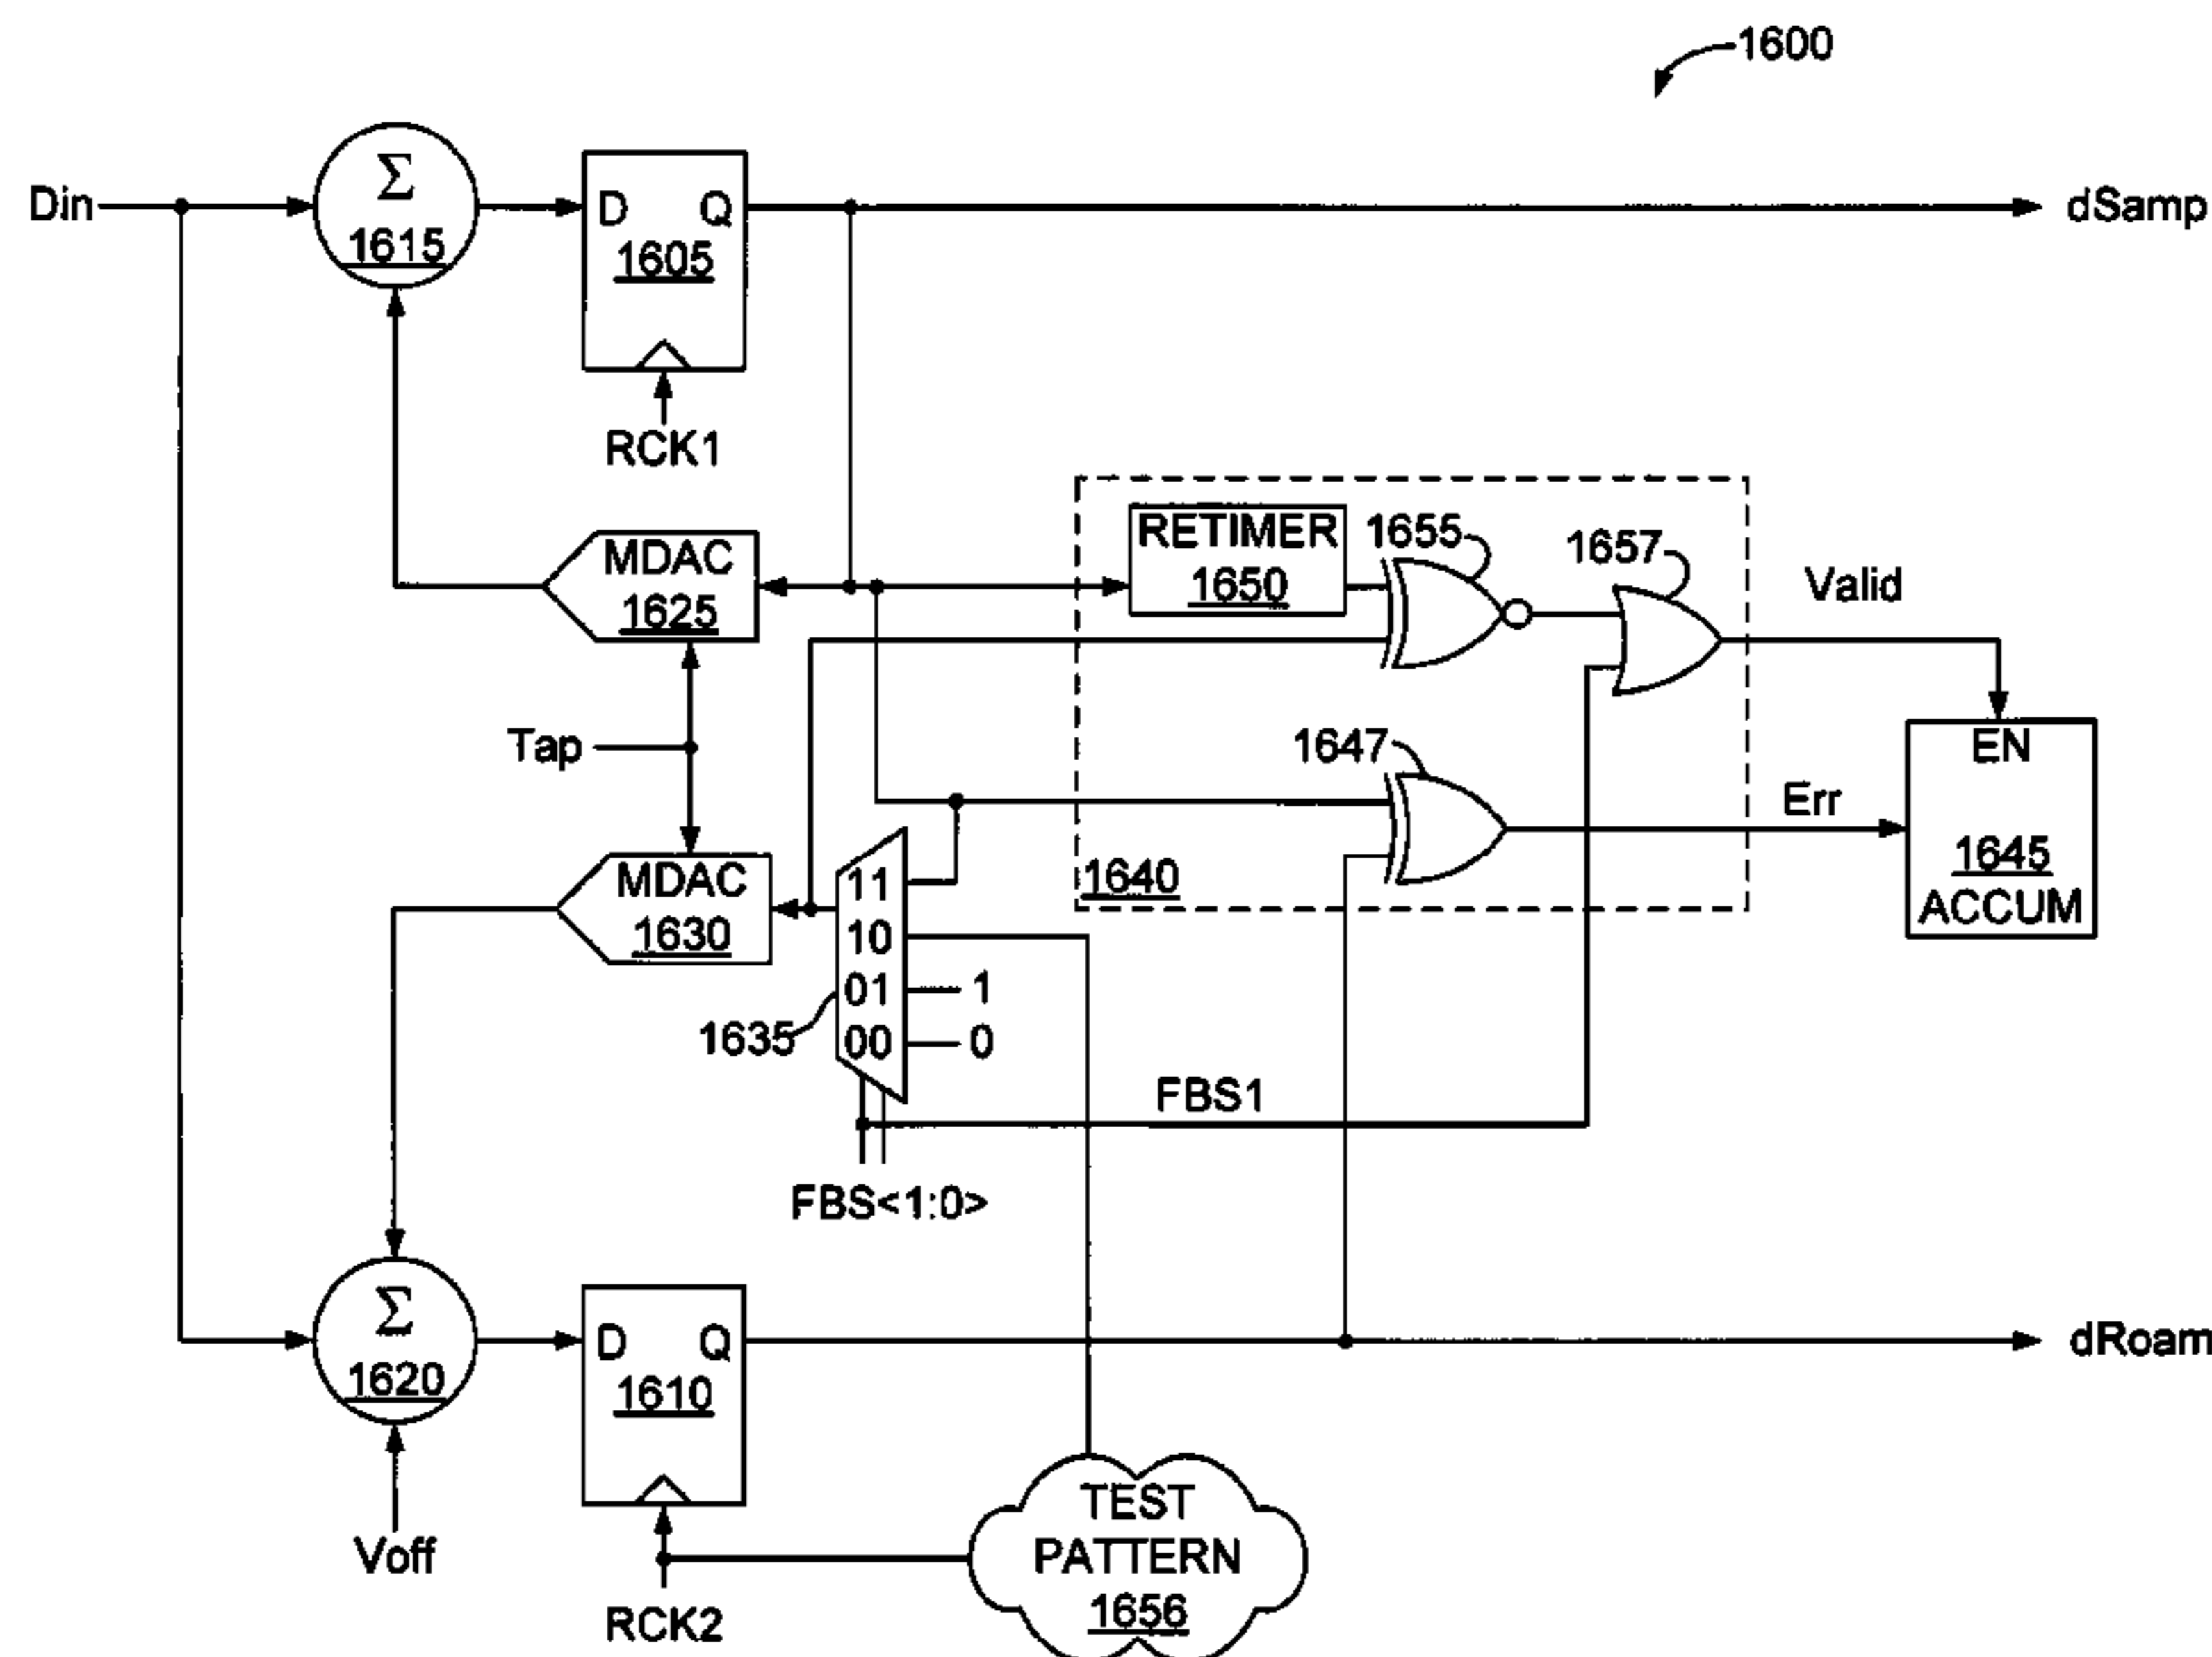 1600
Din
Σ
1615
D Q
1605
dSamp
RCK1
MDAC
1625
RETIMER
1650
1655
1657
Valid
Tap
1647
EN
Err
1645
ACCUM
MDAC
1630
1640
11
10
01
00
1
0
1635
FBS1
FBS<1:0>
Σ
1620
D Q
1610
dRoam
Voff
RCK2
TEST
PATTERN
1656